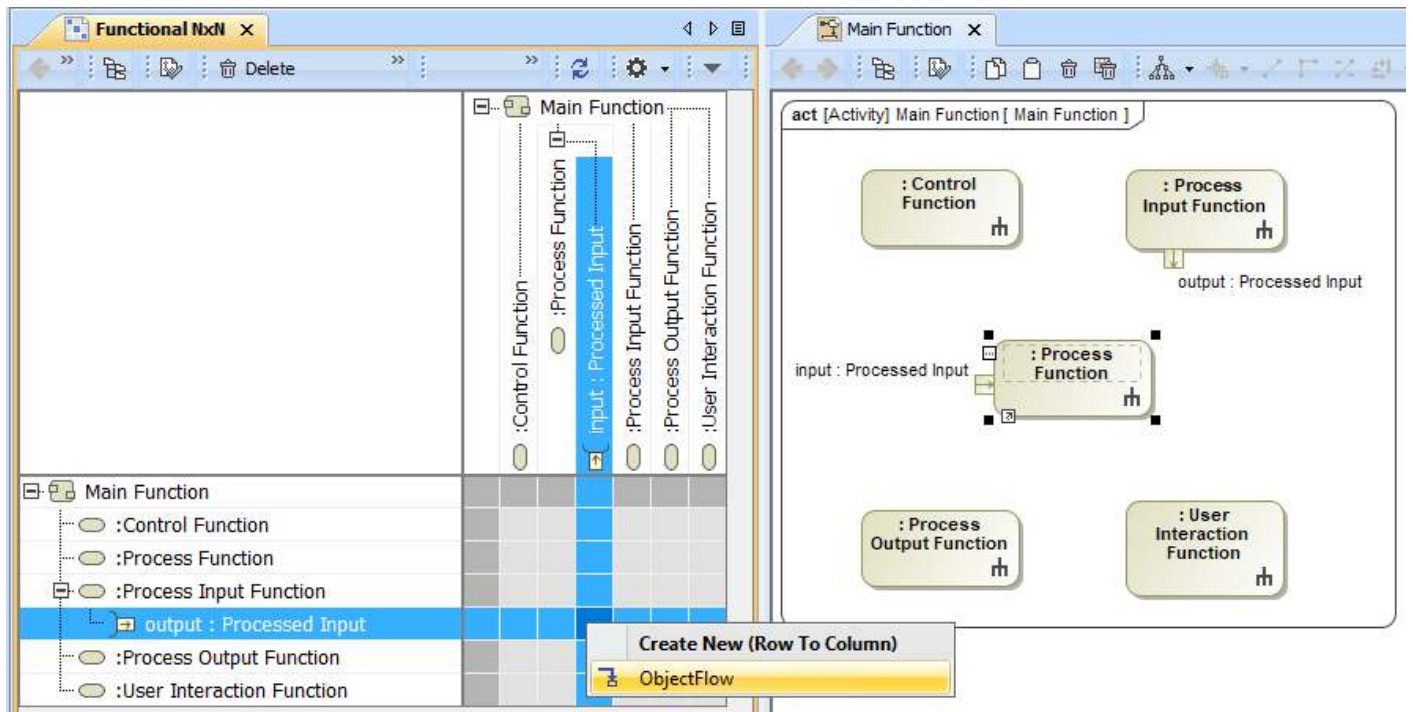 Functional NxN
Main Function
Delete
Main Function
:Control Function
:Process Function
input : Processed Input
:Process Input Function
:Process Output Function
:User Interaction Function
Main Function
:Control Function
:Process Function
:Process Input Function
output : Processed Input
:Process Output Function
:User Interaction Function
Create New (Row To Column)
ObjectFlow
act [Activity] Main Function [ Main Function ]
: Control
Function
: Process
Input Function
output : Processed Input
input : Processed Input
: Process
Function
: Process
Output Function
: User
Interaction
Function